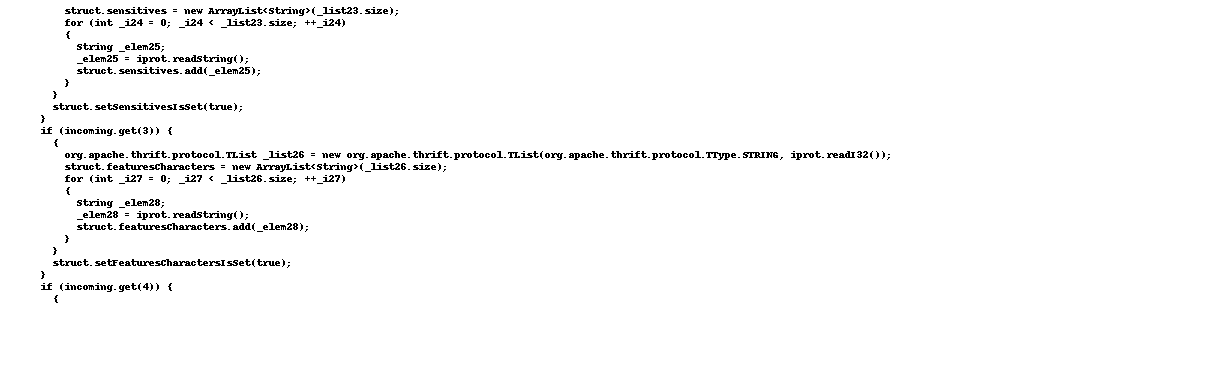 struct.sensitives = new ArrayList<String>(_list23.size);
for (int _i24 = 0; _i24 < _list23.size; ++_i24)
{
String _elem25;
_elem25 = iprot.readString();
struct.sensitives.add(_elem25);
}
}
struct.setSensitivesIsSet(true);
}
if (incoming.get(3)) {
{
org.apache.thrift.protocol.TList _list26 = new org.apache.thrift.protocol.TList(org.apache.thrift.protocol.TType.STRING, iprot.readI32());
struct.featuresCharacters = new ArrayList<String>(_list26.size);
for (int _i27 = 0; _i27 < _list26.size; ++_i27)
{
String _elem28;
_elem28 = iprot.readString();
struct.featuresCharacters.add(_elem28);
}
}
struct.setFeaturesCharactersIsSet(true);
}
if (incoming.get(4)) {
{